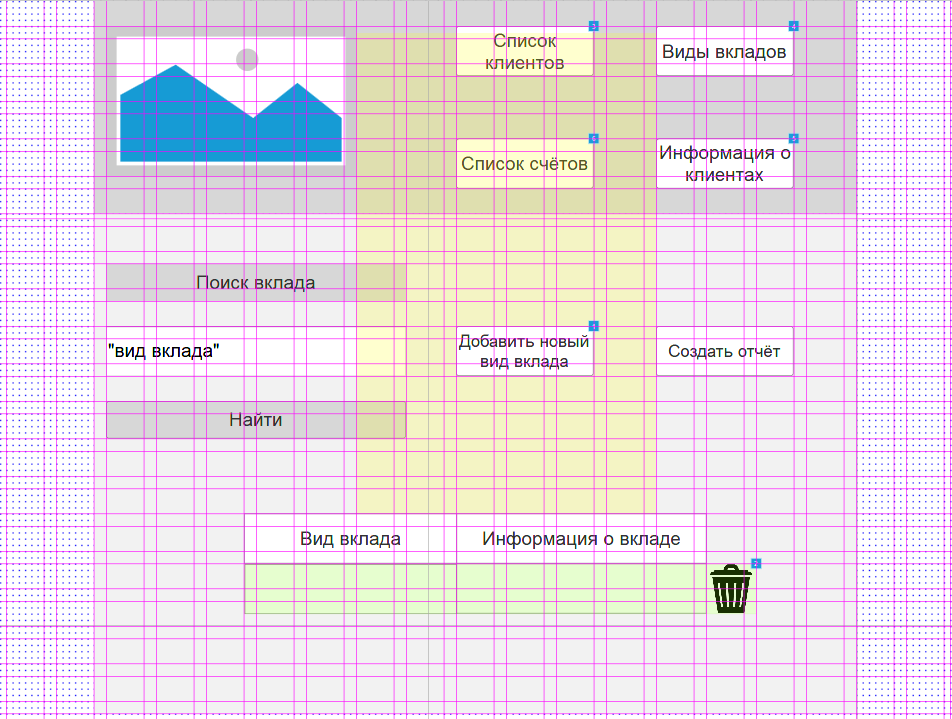 Список
клиентов
Виды вкладов
Список счётов
Информация о
клиентах
Поиск вклада
"вид вклада"
Добавить новый
вид вклада
Создать отчёт
Найти
Вид вклада
Информация о вкладе